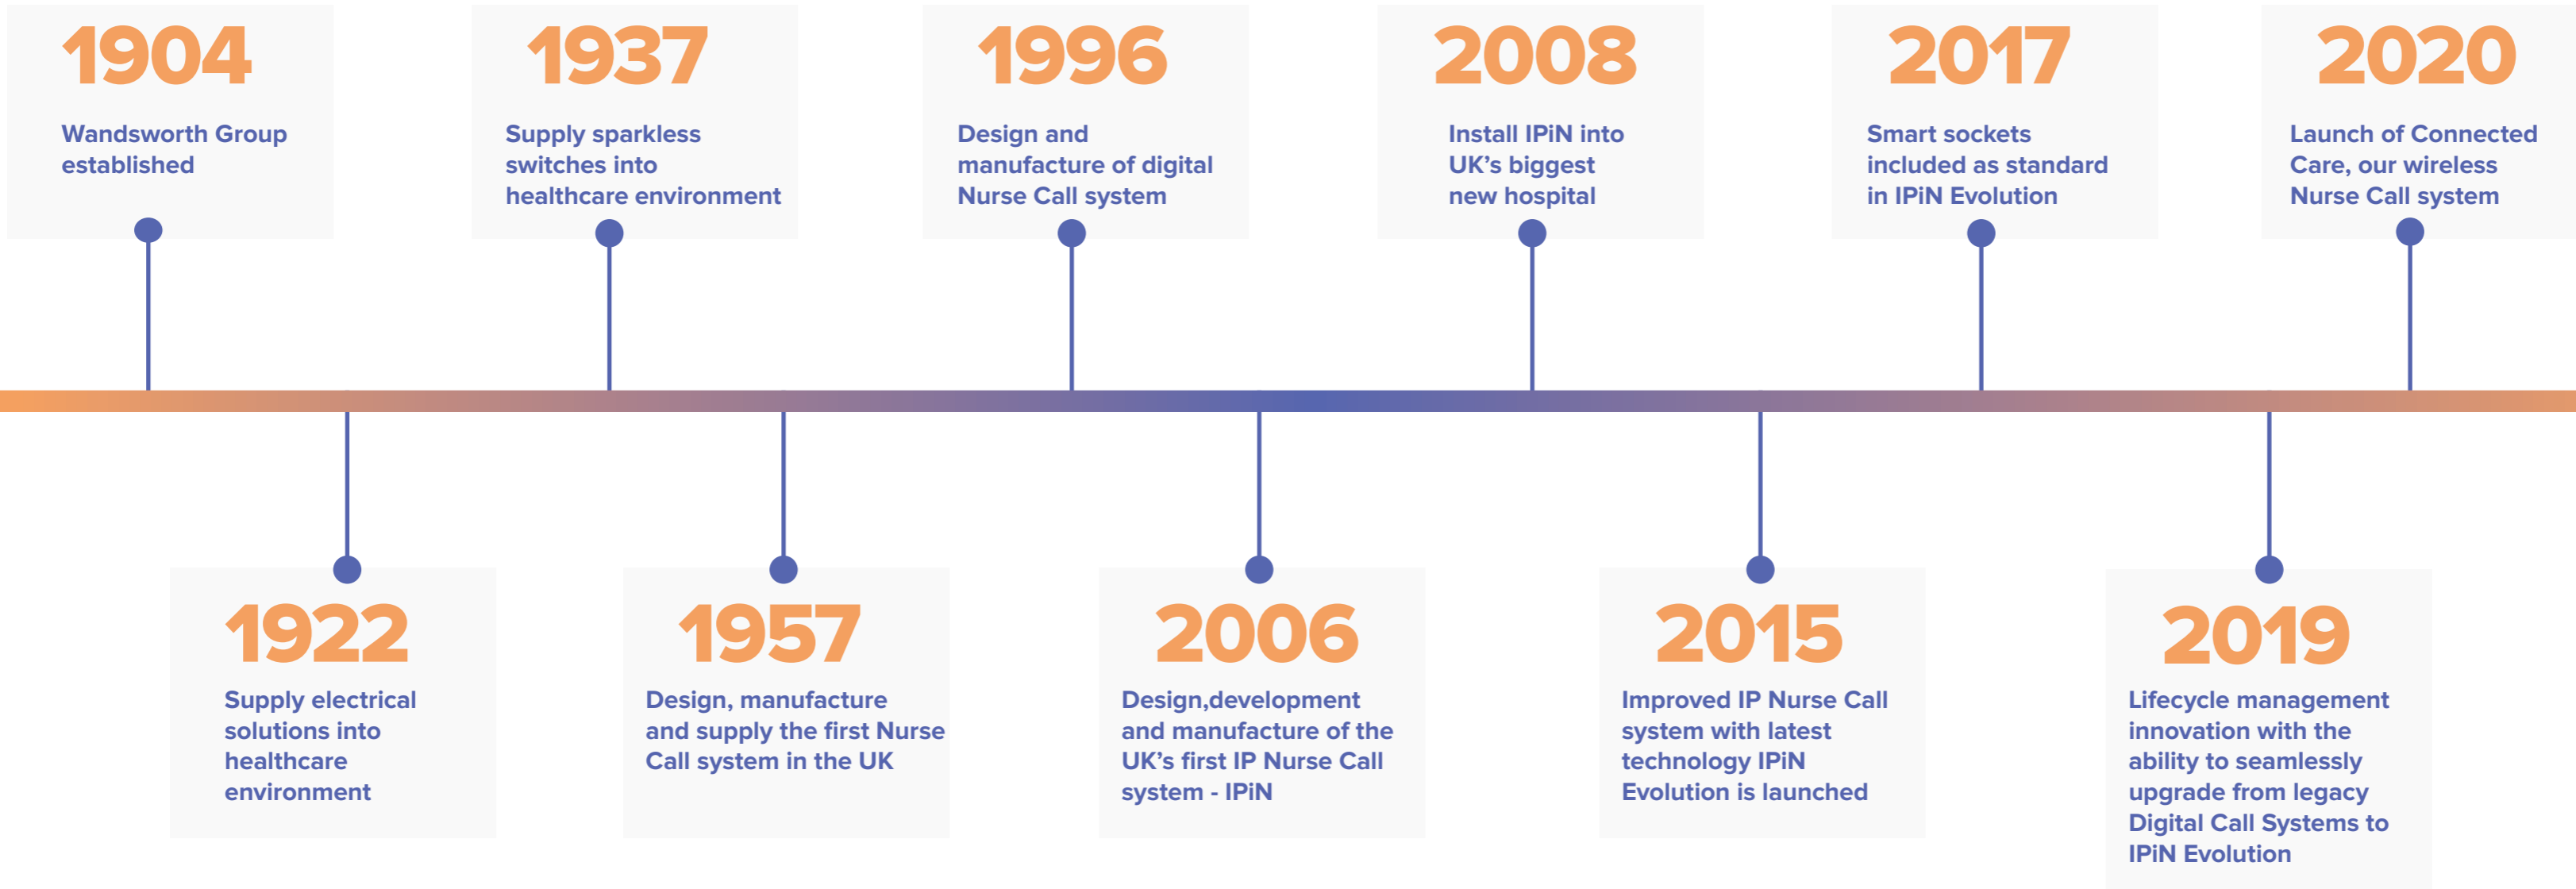 1904
Wandsworth Group
established
1922
Supply electrical
solutions into
healthcare
environment
1937
Supply sparkless
switches into
healthcare environment
1957
Design, manufacture
and supply the first Nurse
Call system in the UK
1996
Design and
manufacture of digital
Nurse Call system
2006
Design,development
and manufacture of the
UK’s first IP Nurse Call
system - IPiN
2008
Install IPiN into
UK’s biggest
new hospital
2015
Improved IP Nurse Call
system with latest
technology IPiN
Evolution is launched
2017
Smart sockets
included as standard
in IPiN Evolution
2019
Lifecycle management
innovation with the
ability to seamlessly
upgrade from legacy
Digital Call Systems to
IPiN Evolution
2020
Launch of Connected
Care, our wireless
Nurse Call system